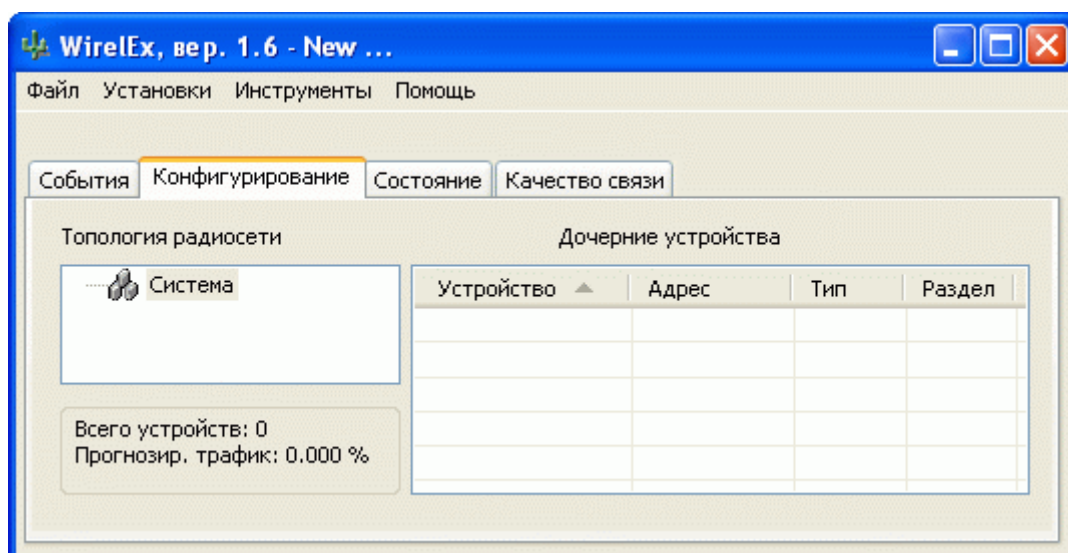 WirelEx, вер. 1.6 - New ...
Файл Установки Инструменты Помощь
События Конфигурирование Состояние Качество связи
Топология радиосети Дочерние устройства
Система
Устройство Адрес Тип Раздел
Всего устройств: 0
Прогнозир. трафик: 0.000 %